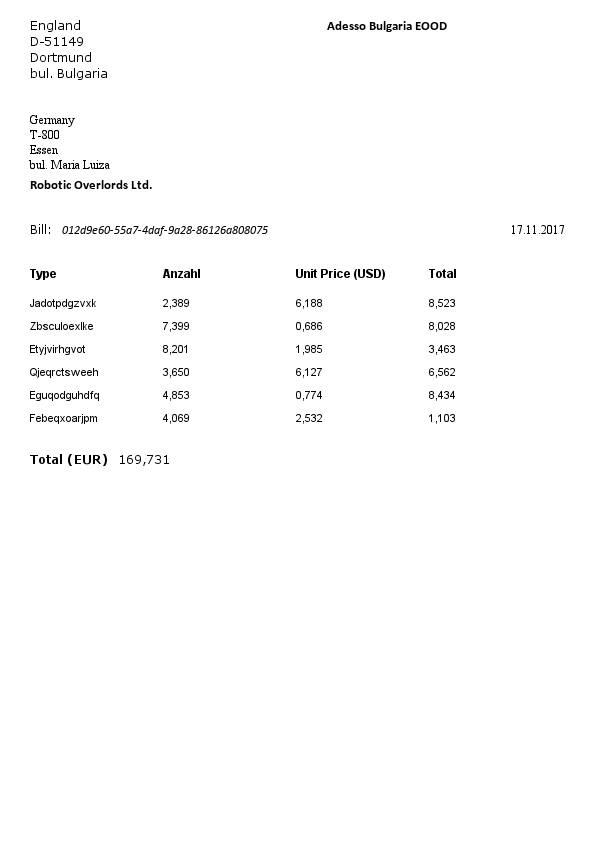 England
D-51149
Dortmund
bul. Bulgaria
Adesso Bulgaria EOOD
Germany
T-800
Essen
bul. Maria Luiza
Robotic Overlords Ltd.
Bill: 012d9e60-55a7-4daf-9a28-86126a808075 17.11.2017
Type Anzahl Unit Price (USD) Total
Jadotpdgzvxk 2,389 6,188 8,523
Zbsculoexlke 7,399 0,686 8,028
Etyjvirhgvot 8,201 1,985 3,463
Qjeqrctsweeh 3,650 6,127 6,562
Eguqodguhdfq 4,853 0,774 8,434
Febeqxoarjpm 4,069 2,532 1,103
Total (EUR) 169,731